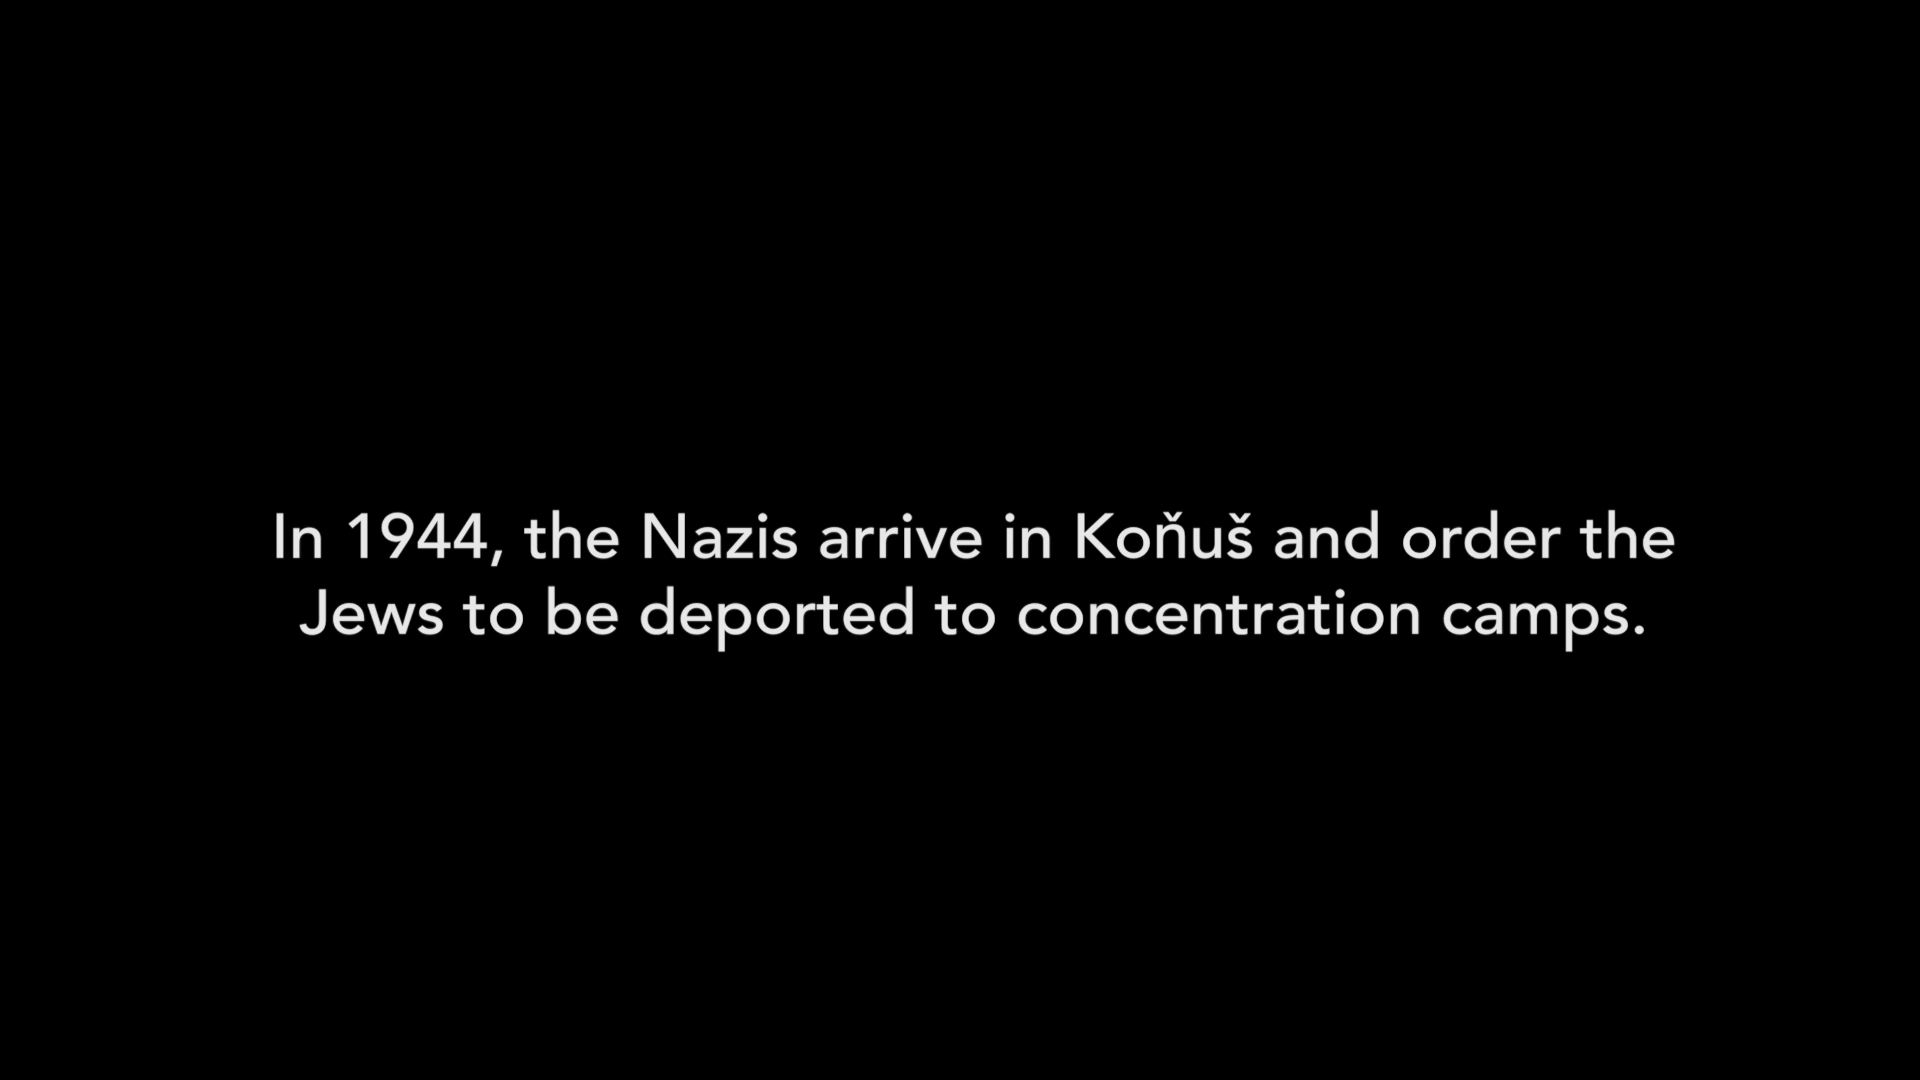 In 1944, the Nazis arrive in Koňuš and order the
Jews to be deported to concentration camps.